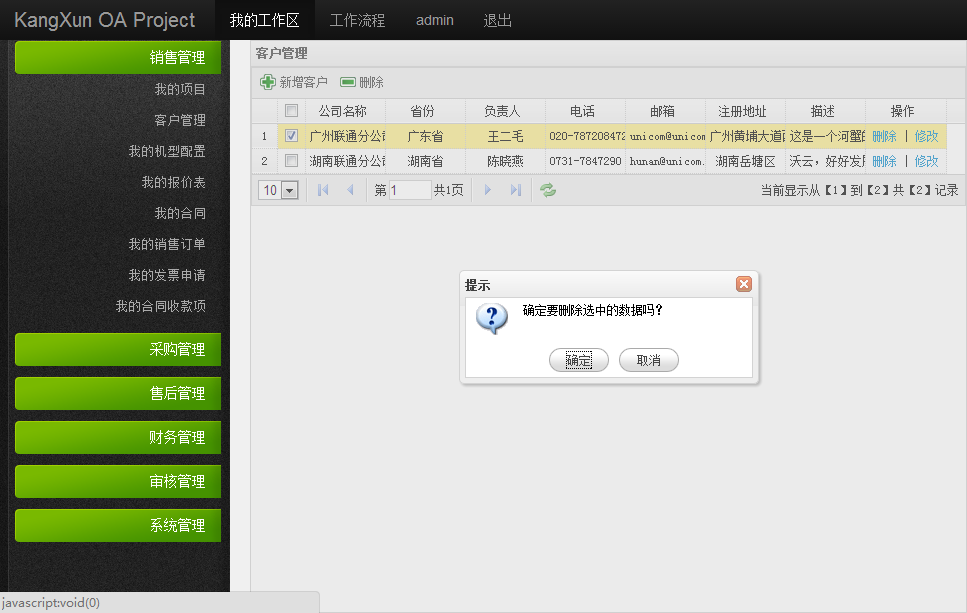 KangXun OA Project 我的工作区 工作流程 admin 退出
销售管理
我的项目
客户管理
我的机型配置
我的报价表
我的合同
我的销售订单
我的发票申请
我的合同收款项
采购管理
售后管理
财务管理
审核管理
系统管理
客户管理
新增客户 删除
公司名称 省份 负责人 电话 邮箱 注册地址 描述 操作
1 广州联通分公 广东省 王二毛 020-78720847 unicom@unicom 广州黄埔大道 这是一个河蟹 删除 | 修改
2 湖南联通分公 湖南省 陈晓燕 0731-7847290 hunan@unicom. 湖南岳塘区 沃云，好好发 删除 | 修改
10 第 1 共1页 当前显示从【1】到【2】共【2】记录
提示
确定要删除选中的数据吗?
确定 取消
javascript:void(0)